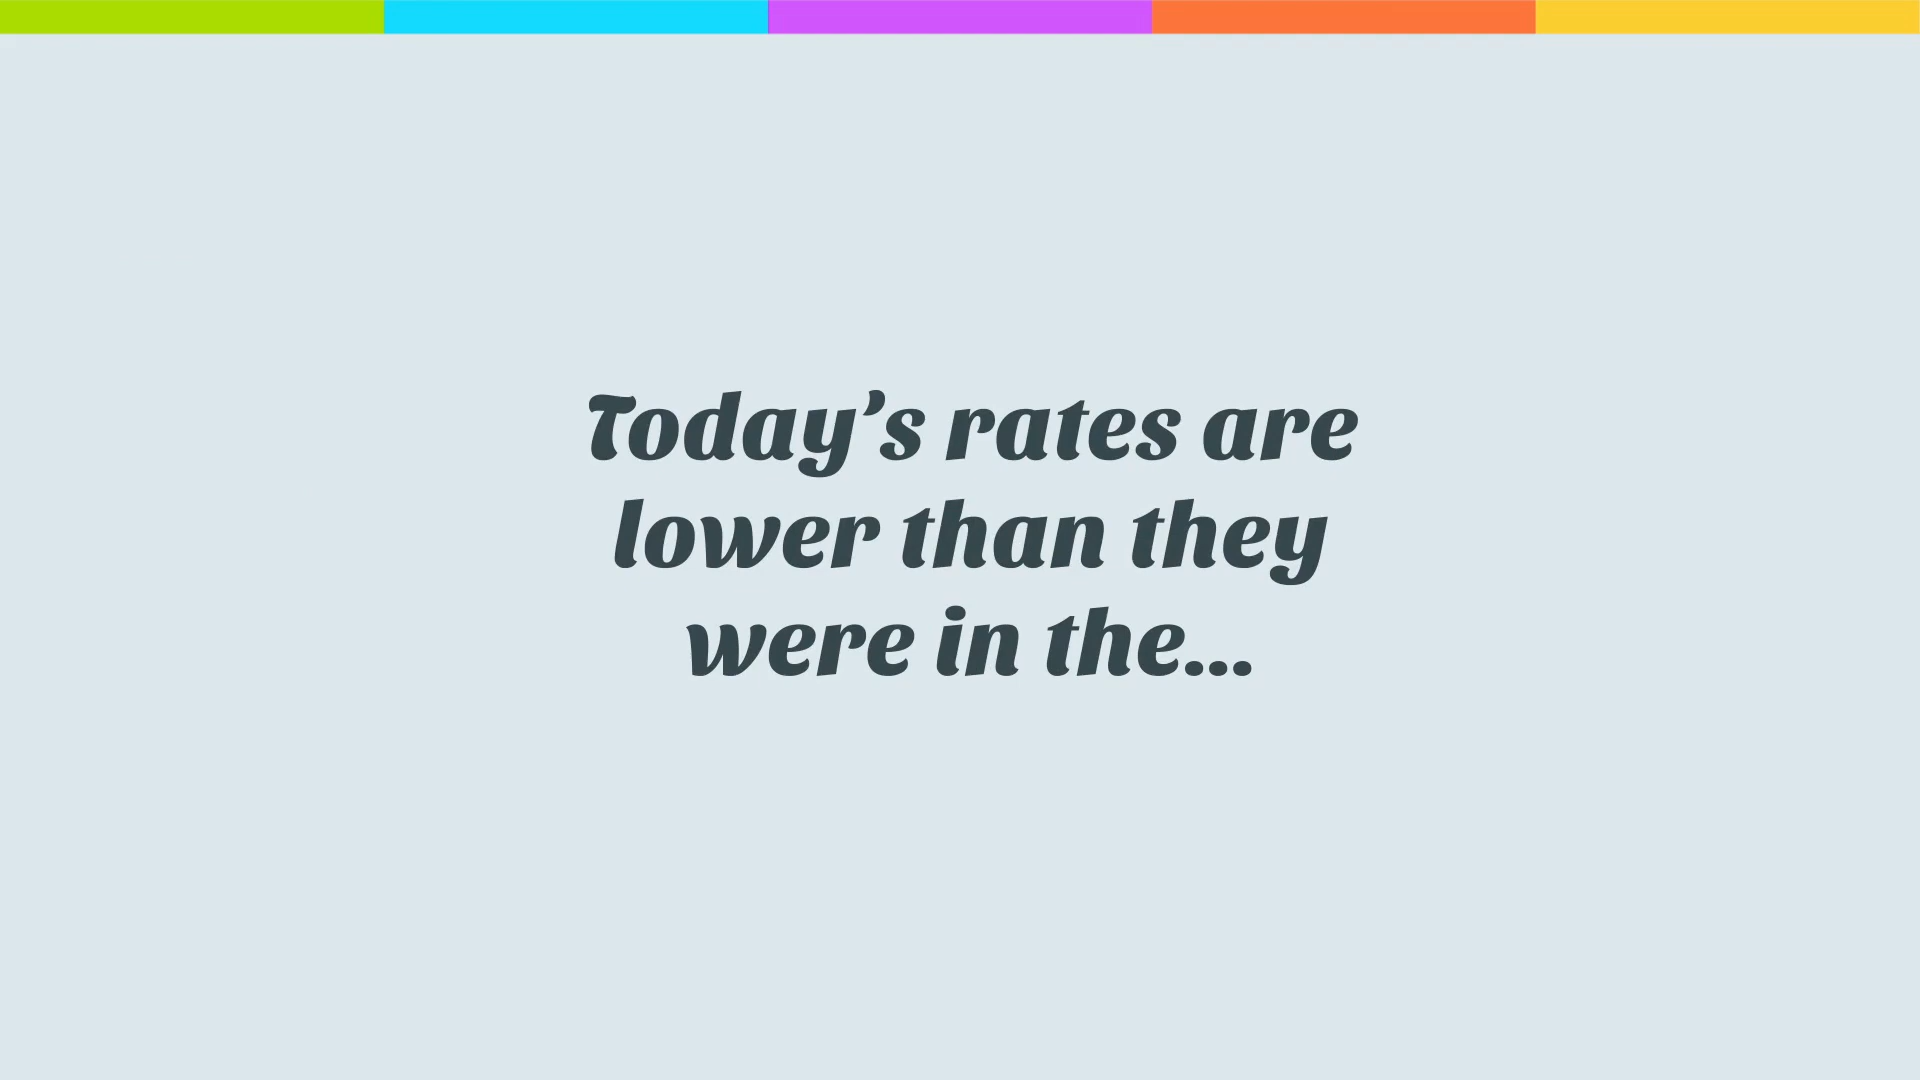 Today’s rates are
lower than they
were in the...